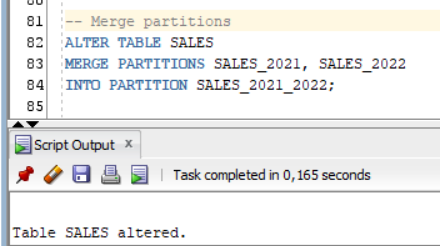 80
81 -- Merge partitions
82 ALTER TABLE SALES
83 MERGE PARTITIONS SALES_2021, SALES_2022
84 INTO PARTITION SALES_2021_2022;
85
Script Output x
Task completed in 0,165 seconds
Table SALES altered.